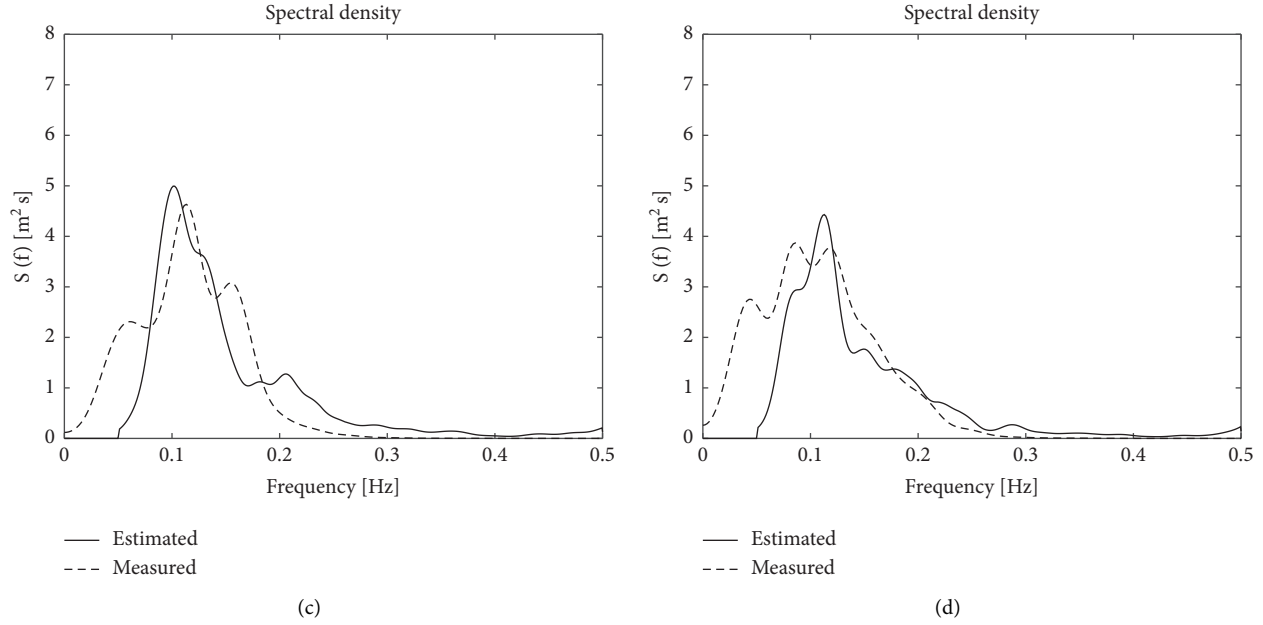 Spectral density
8
7
6
5
4
3
2
1
0
S (f) [m² s]
0 0.1 0.2 0.3 0.4 0.5
Frequency [Hz]
Estimated
Measured
(c)
Spectral density
8
7
6
5
4
3
2
1
0
S (f) [m² s]
0 0.1 0.2 0.3 0.4 0.5
Frequency [Hz]
Estimated
Measured
(d)